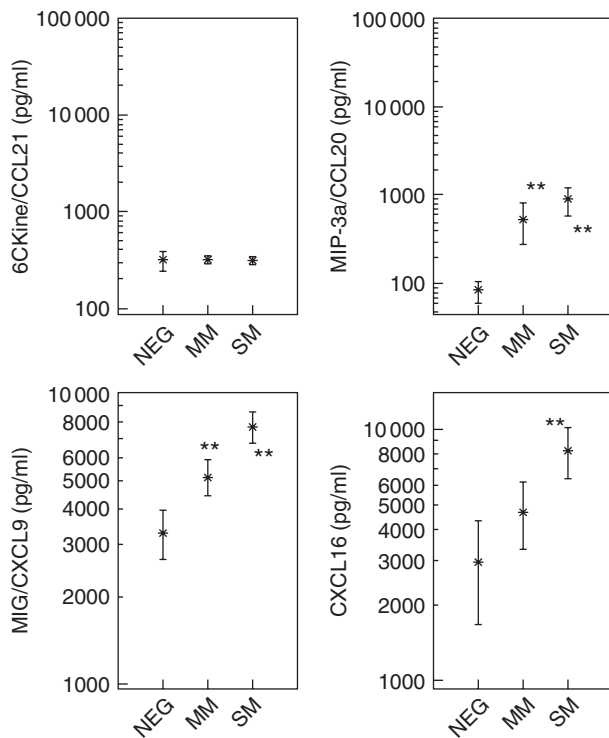 6CKine/CCL21 (pg/ml)
100 000
10 000
1000
100
NEG
MM
SM
MIP-3a/CCL20 (pg/ml)
100 000
10 000
1000
100
**
**
NEG
MM
SM
MIG/CXCL9 (pg/ml)
10 000
8000
7000
6000
5000
4000
3000
2000
1000
**
**
NEG
MM
SM
CXCL16 (pg/ml)
10 000
8000
6000
5000
4000
3000
2000
1000
**
NEG
MM
SM